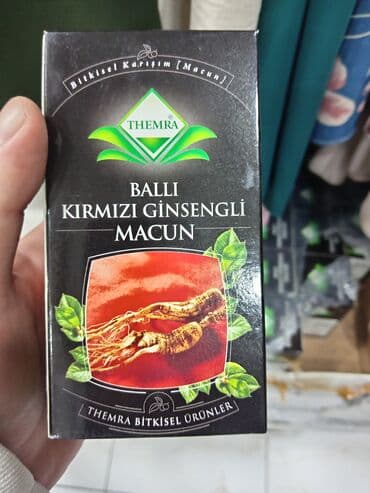 Bitkisel Karışım [Macun]
THEMRA
®
BALLI
KIRMIZI GİNSENGLİ
MACUN
THEMRA BİTKİSEL ÜRÜNLER